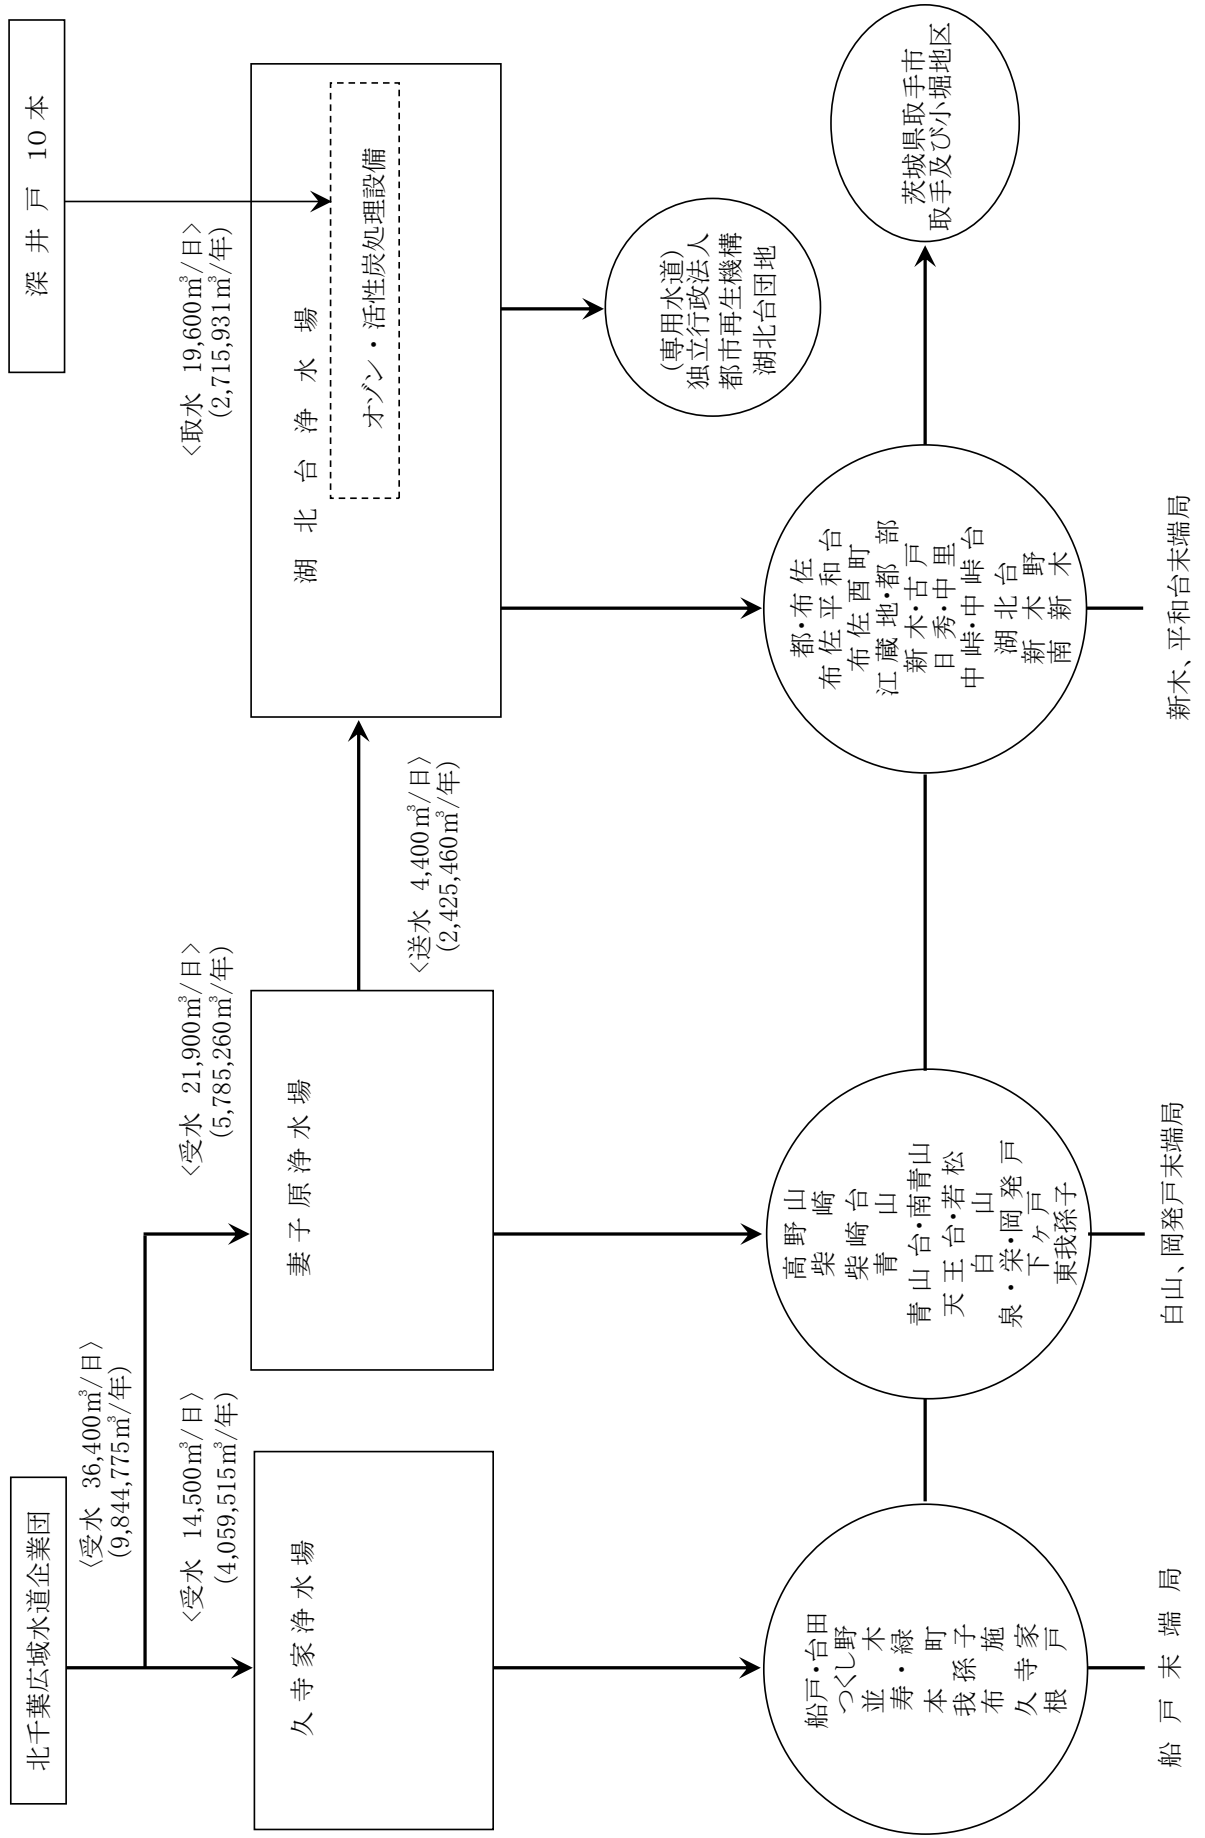 北千葉広域水道企業団
<受水 36,400㎥/日>
(9,844,775㎥/年)
<受水 14,500㎥/日>
(4,059,515㎥/年)
久寺家浄水場
船戸・台田
つくし野
並木
寿・緑
本町
我孫子
布施
久寺家
根戸
船戸末端局
<受水 21,900㎥/日>
(5,785,260㎥/年)
妻子原浄水場
<送水 4,400㎥/日>
(2,425,460㎥/年)
高野山
柴崎
柴崎台
青山
青山台・南青山
天王台・若松
白山
泉・栄・岡発戸
下ヶ戸
東我孫子
白山、岡発戸末端局
深井戸 10本
<取水 19,600㎥/日>
(2,715,931㎥/年)
湖北台浄水場
オゾン・活性炭処理設備
(専用水道)
独立行政法人
都市再生機構
湖北台団地
都・布佐
布佐平和台
布佐酉町
江蔵地・都部
新木・古戸
日秀・中里
中峠・中峠台
湖北台
新木野
南新木
新木、平和台末端局
茨城県取手市
取手及び小堀地区